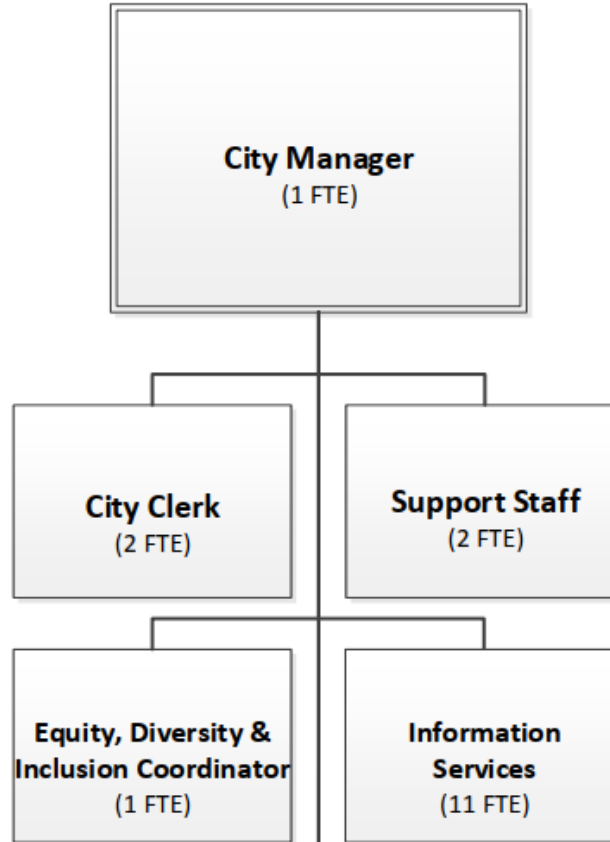 City Manager
(1 FTE)
City Clerk
(2 FTE)
Support Staff
(2 FTE)
Equity, Diversity &
Inclusion Coordinator
(1 FTE)
Information
Services
(11 FTE)